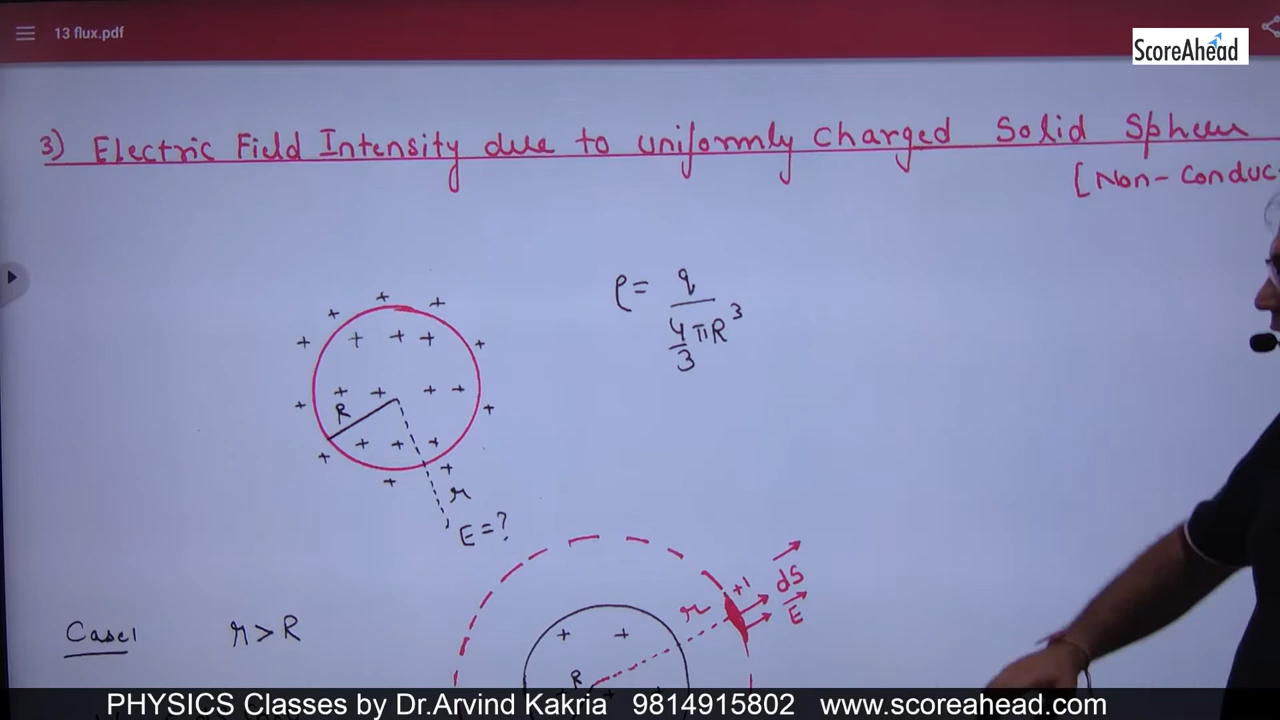 13 flux.pdf
ScoreAhead
3) Electric Field Intensity due to uniformly Charged Solid Sphere
[Non-Conduc
ρ = q
4/3 πR³
+ + +
+ + + + + +
+ + + +
+ R +
+ + + +
+ +
+ r
E = ?
+1 dS
r E
Case1 r > R
+ +
R
PHYSICS Classes by Dr.Arvind Kakria 9814915802 www.scoreahead.com